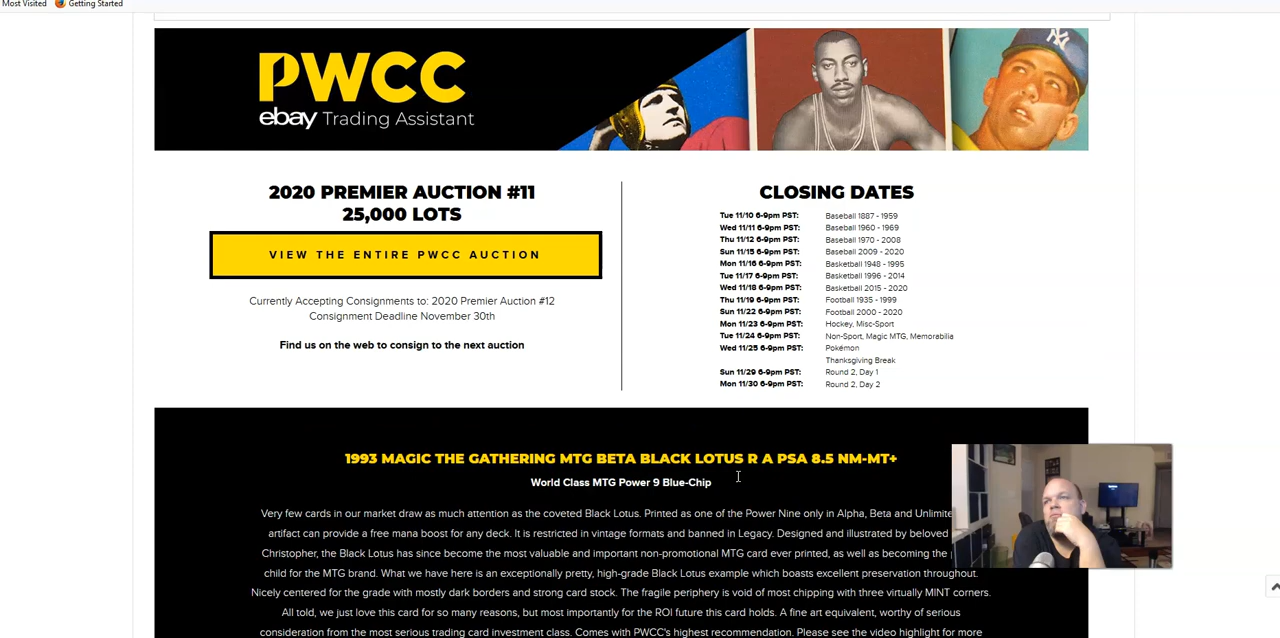 Most Visited Getting Started
PWCC
ebay Trading Assistant
2020 PREMIER AUCTION #11
25,000 LOTS
VIEW THE ENTIRE PWCC AUCTION
Currently Accepting Consignments to: 2020 Premier Auction #12
Consignment Deadline November 30th
Find us on the web to consign to the next auction
CLOSING DATES
Tue 11/10 6-9pm PST: Baseball 1887 - 1959
Wed 11/11 6-9pm PST: Baseball 1960 - 1969
Thu 11/12 6-9pm PST: Baseball 1970 - 2008
Sun 11/15 6-9pm PST: Baseball 2009 - 2020
Mon 11/16 6-9pm PST: Basketball 1948 - 1995
Tue 11/17 6-9pm PST: Basketball 1996 - 2014
Wed 11/18 6-9pm PST: Basketball 2015 - 2020
Thu 11/19 6-9pm PST: Football 1935 - 1999
Sun 11/22 6-9pm PST: Football 2000 - 2020
Mon 11/23 6-9pm PST: Hockey, Misc-Sport
Tue 11/24 6-9pm PST: Non-Sport, Magic MTG, Memorabilia
Wed 11/25 6-9pm PST: Pokémon
Thanksgiving Break
Sun 11/29 6-9pm PST: Round 2, Day 1
Mon 11/30 6-9pm PST: Round 2, Day 2
1993 MAGIC THE GATHERING MTG BETA BLACK LOTUS R A PSA 8.5 NM-MT+
World Class MTG Power 9 Blue-Chip
Very few cards in our market draw as much attention as the coveted Black Lotus. Printed as one of the Power Nine only in Alpha, Beta and Unlimite
artifact can provide a free mana boost for any deck. It is restricted in vintage formats and banned in Legacy. Designed and illustrated by beloved
Christopher, the Black Lotus has since become the most valuable and important non-promotional MTG card ever printed, as well as becoming the
child for the MTG brand. What we have here is an exceptionally pretty, high-grade Black Lotus example which boasts excellent preservation throughout.
Nicely centered for the grade with mostly dark borders and strong card stock. The fragile periphery is void of most chipping with three virtually MINT corners.
All told, we just love this card for so many reasons, but most importantly for the ROI future this card holds. A fine art equivalent, worthy of serious
consideration from the most serious trading card investment class. Comes with PWCC's highest recommendation. Please see the video highlight for more